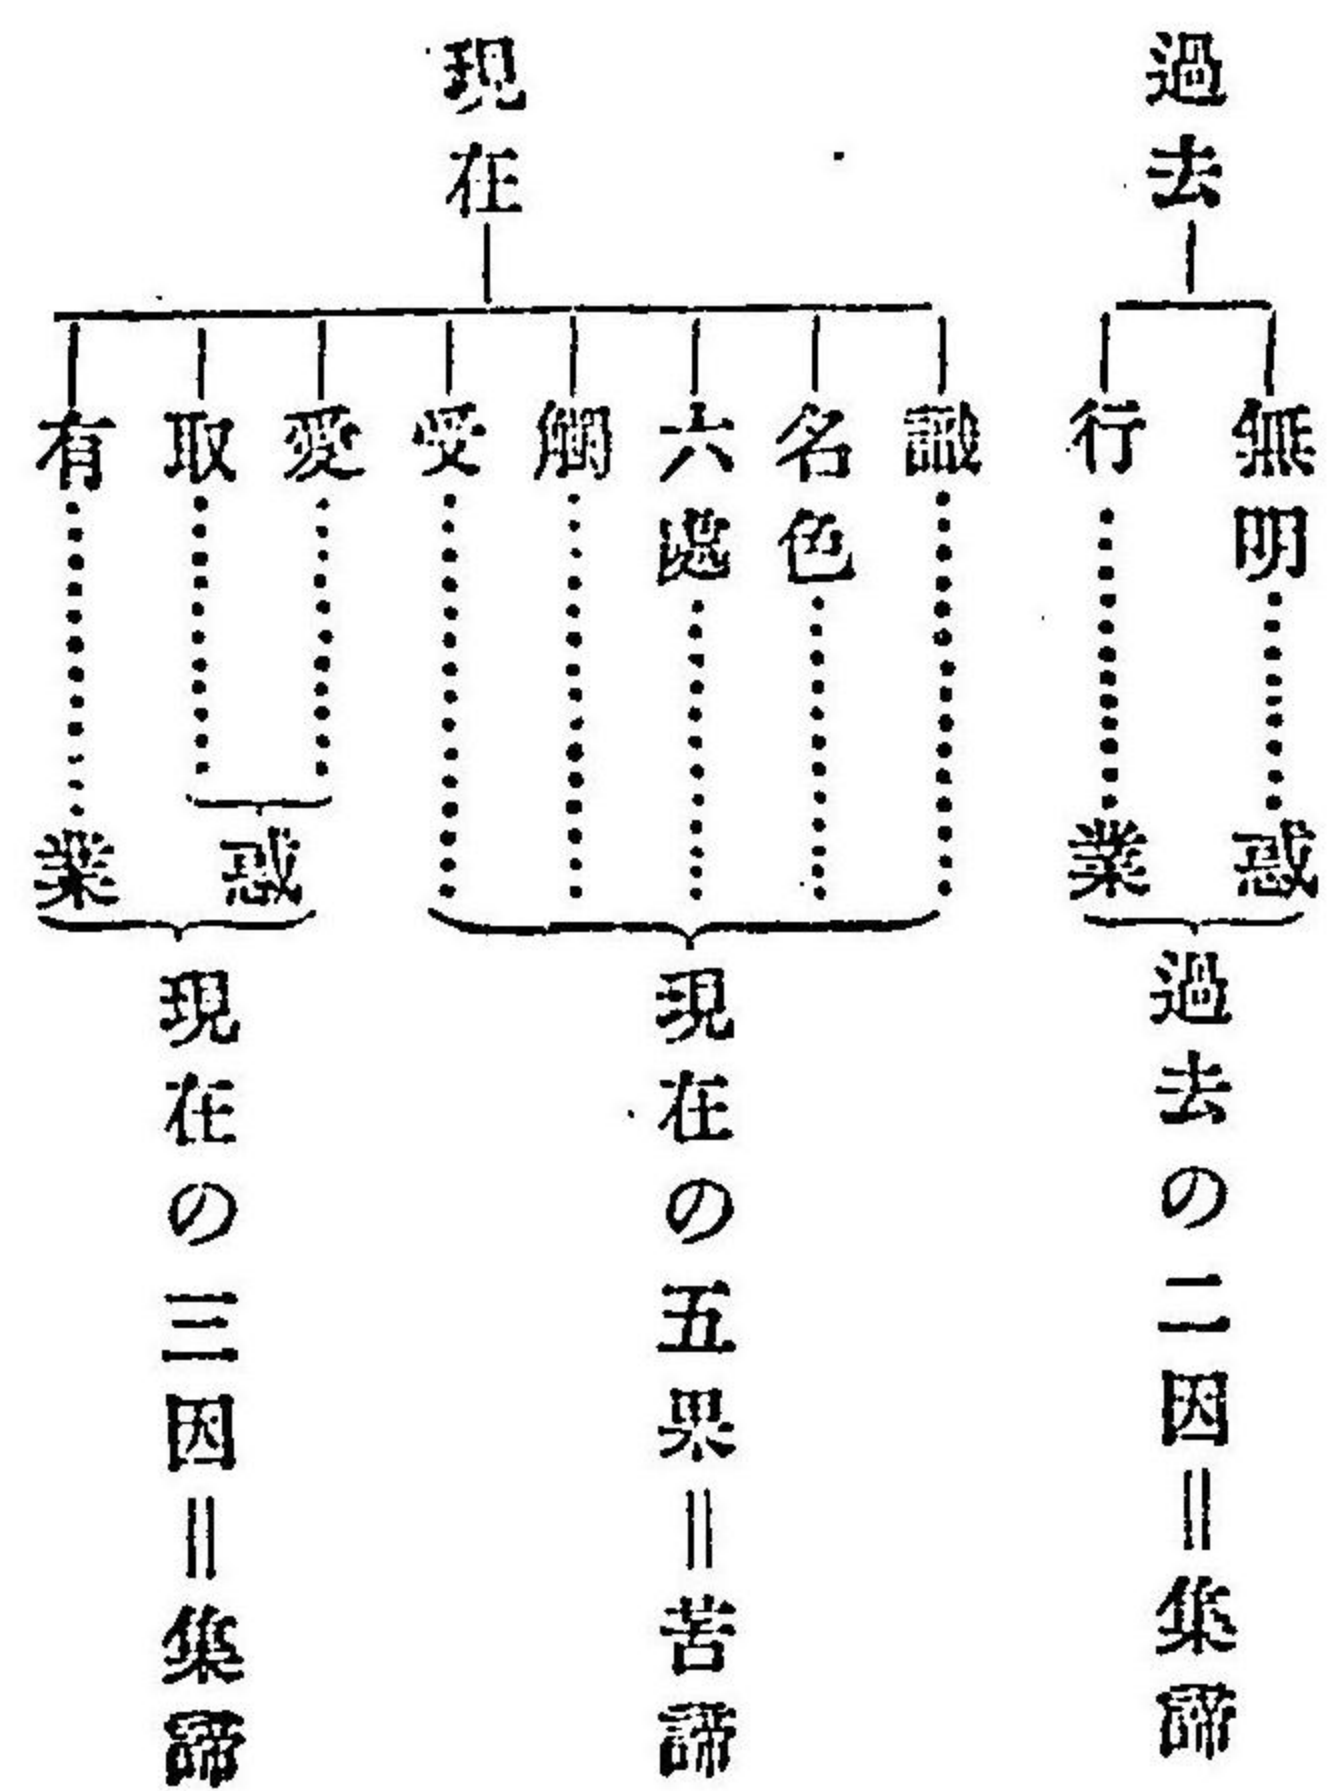 過去
無明
惑
行
業
過去の二因＝集諦
現在
識
名色
六處
觸
受
現在の五果＝苦諦
愛
取
惑
有
業
現在の三因＝集諦